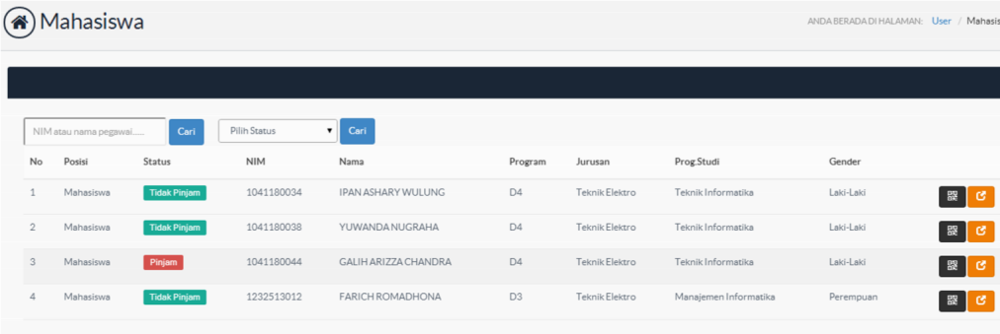 Mahasiswa
ANDA BERADA DI HALAMAN: User / Mahasis
NIM atau nama pegawai...... Cari Pilih Status Cari
No Posisi Status NIM Nama Program Jurusan Prog.Studi Gender
1 Mahasiswa Tidak Pinjam 1041180034 IPAN ASHARY WULUNG D4 Teknik Elektro Teknik Informatika Laki-Laki
2 Mahasiswa Tidak Pinjam 1041180038 YUWANDA NUGRAHA D4 Teknik Elektro Teknik Informatika Laki-Laki
3 Mahasiswa Pinjam 1041180044 GALIH ARIZZA CHANDRA D4 Teknik Elektro Teknik Informatika Laki-Laki
4 Mahasiswa Tidak Pinjam 1232513012 FARICH ROMADHONA D3 Teknik Elektro Manajemen Informatika Perempuan